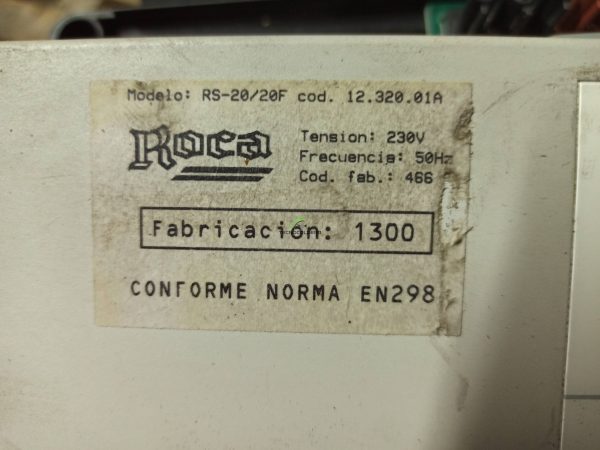 Modelo: RS-20/20F cod. 12.320.01A
Roca
Tension: 230V
Frecuencia: 50Hz
Cod. fab.: 466
Fabricación: 1300
CONFORME NORMA EN298